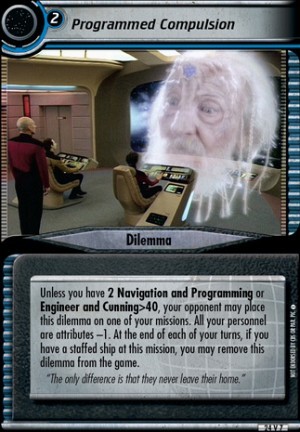 2
Programmed Compulsion
Dilemma
Unless you have 2 Navigation and Programming or
Engineer and Cunning>40, your opponent may place
this dilemma on one of your missions. All your personnel
are attributes –1. At the end of each of your turns, if you
have a staffed ship at this mission, you may remove this
dilemma from the game.
"The only difference is that they never leave their home."
24 V 7